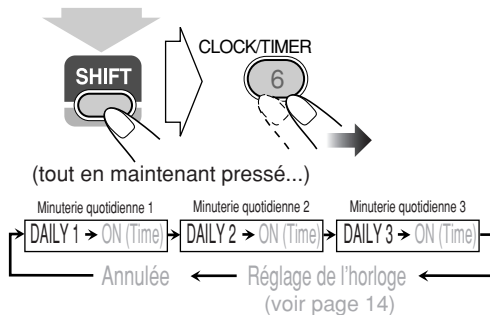 CLOCK/TIMER
SHIFT
6
(tout en maintenant pressé...)
Minuterie quotidienne 1 Minuterie quotidienne 2 Minuterie quotidienne 3
DAILY 1 → ON (Time) → DAILY 2 → ON (Time) → DAILY 3 → ON (Time)
Annulée ← Réglage de l'horloge ←
(voir page 14)